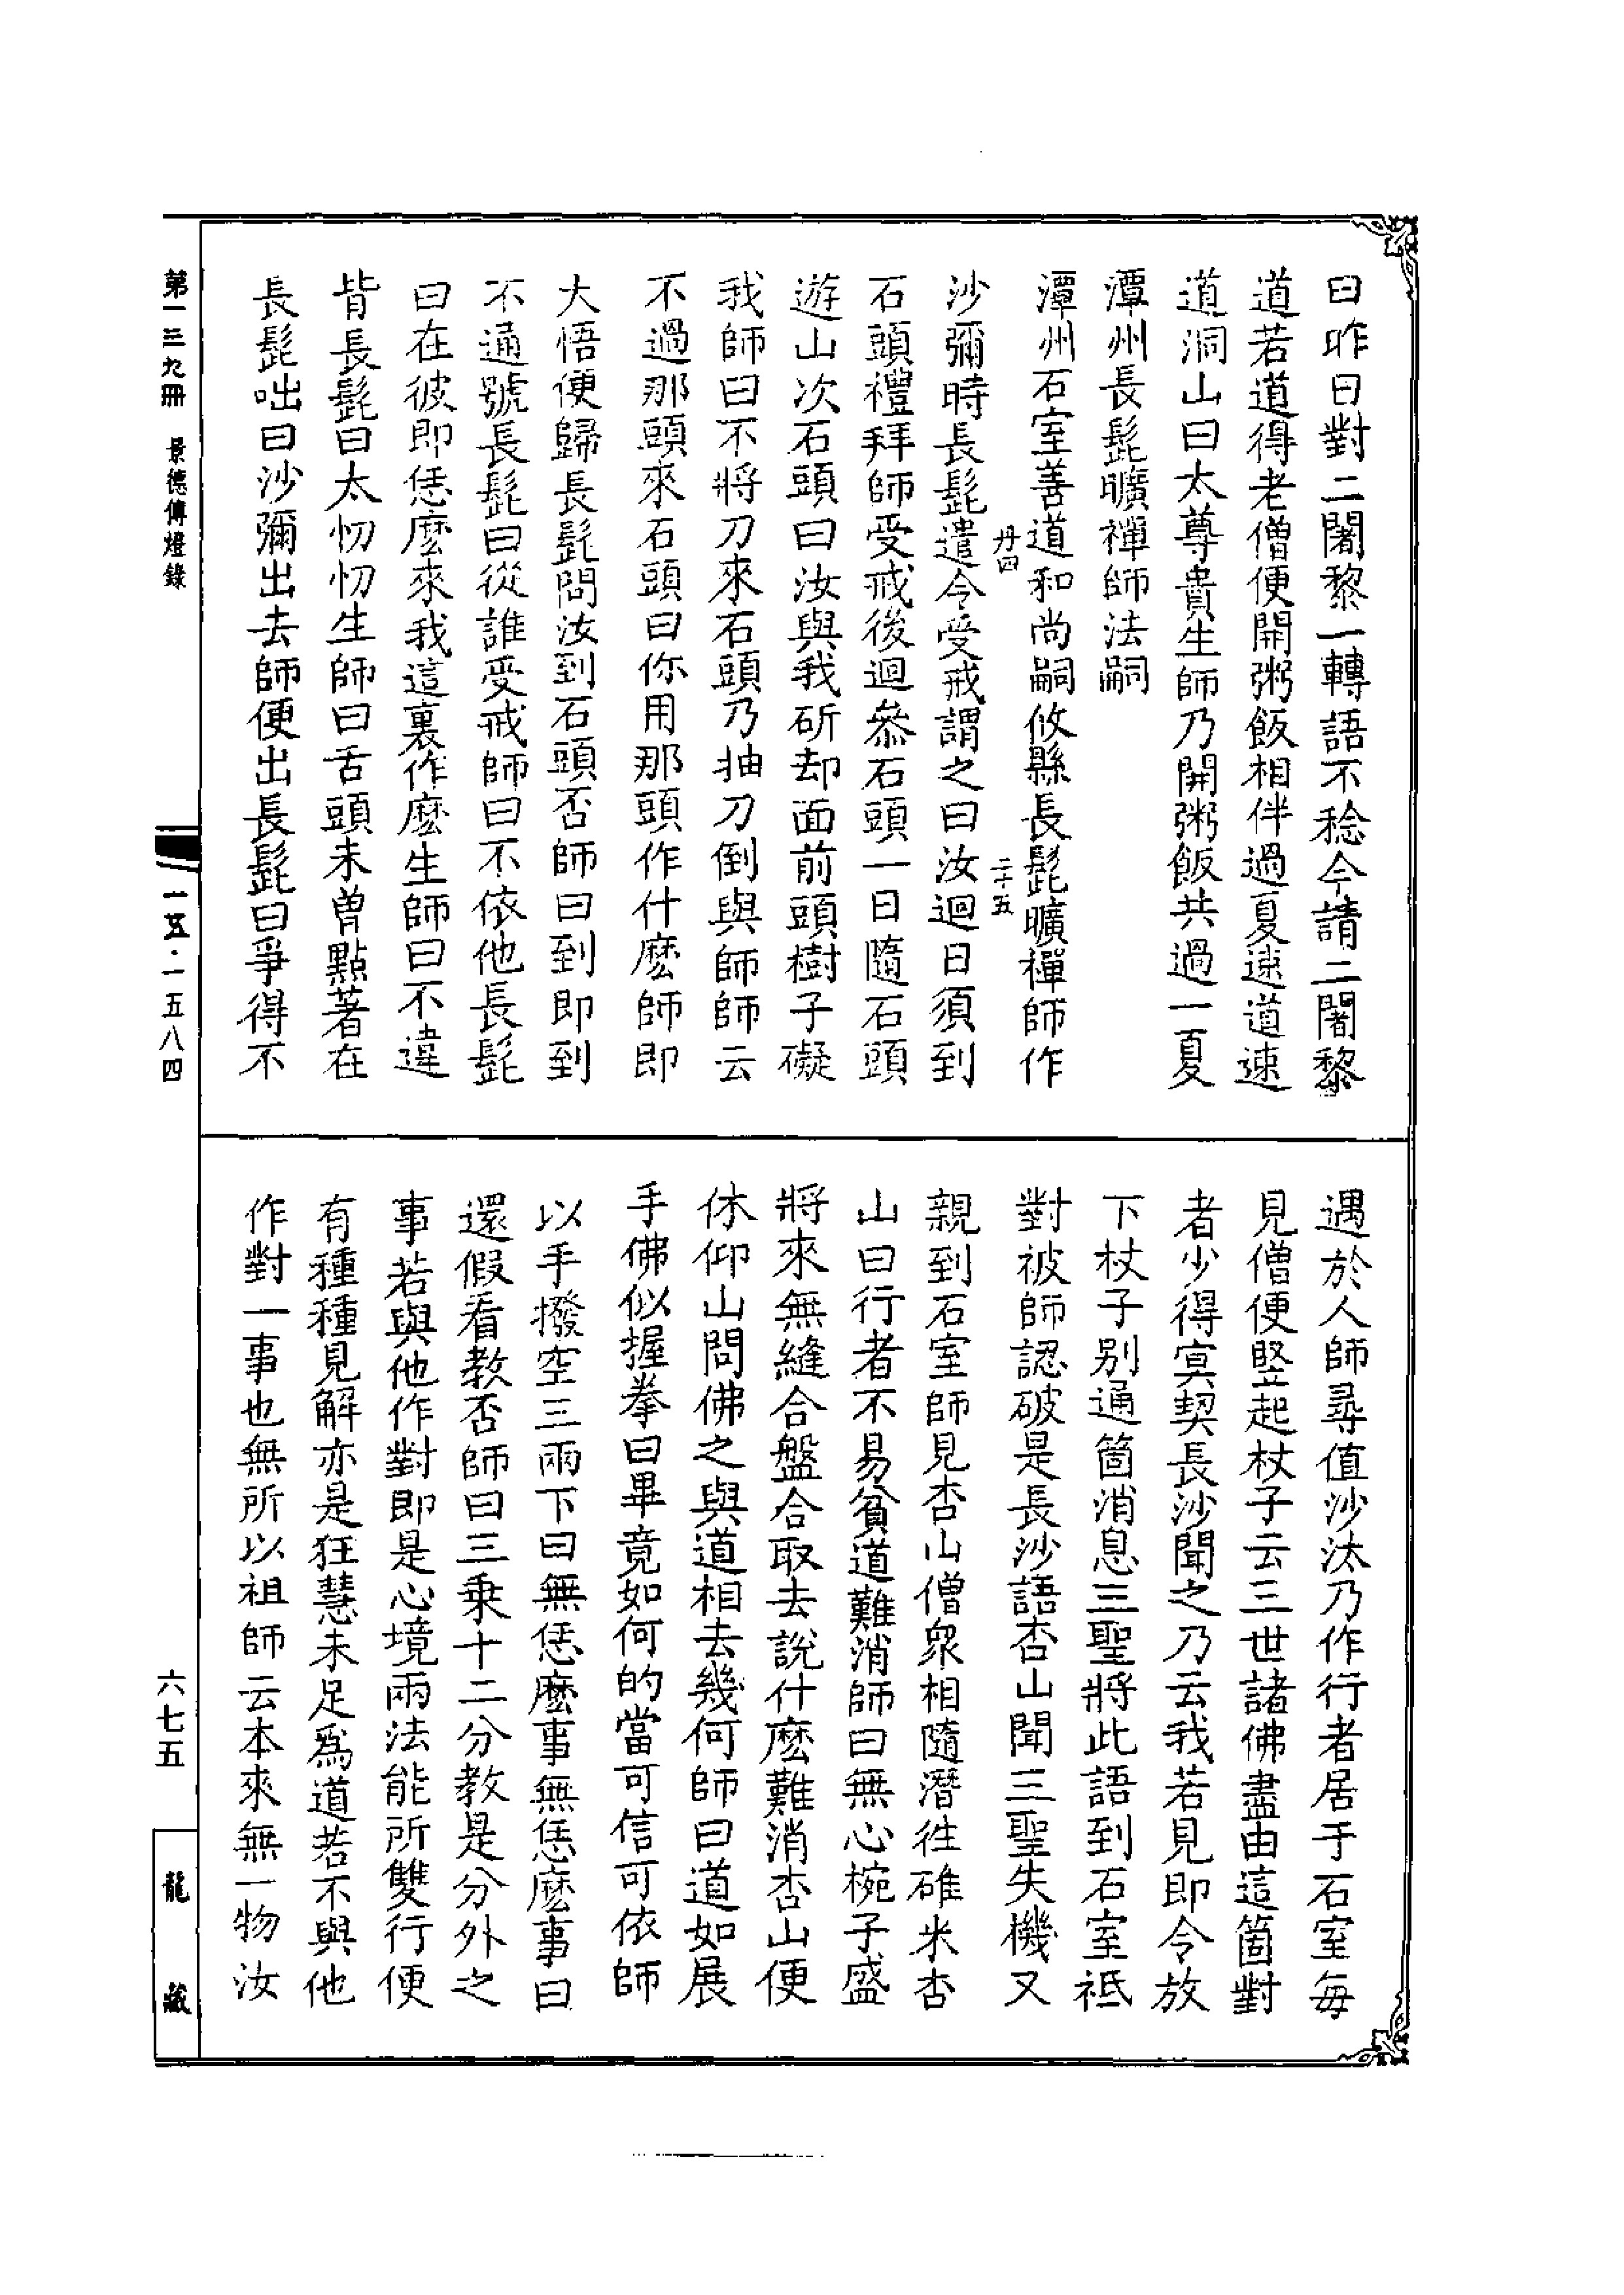 曰昨日對二闍黎一轉語不稔今請二闍黎
道若道得老僧便開粥飯相伴過夏速道速
道洞山曰太尊貴生師乃開粥飯共過一夏
潭州長髭曠禪師法嗣
潭州石室善道和尚嗣攸縣長髭曠禪師作
廾四
二十五
沙彌時長髭遣令受戒謂之曰汝迴日須到
石頭禮拜師受戒後迴叅石頭一日隨石頭
遊山次石頭曰汝與我斫却面前頭樹子礙
我師曰不將刀來石頭乃抽刀倒與師師云
不過那頭來石頭曰你用那頭作什麽師即
大悟便歸長髭問汝到石頭否師曰到即到
不通號長髭曰從誰受戒師曰不依他長髭
曰在彼即恁麽來我這裏作麽生師曰不違
背長髭曰太忉忉生師曰舌頭未曾點著在
長髭咄曰沙彌出去師便出長髭曰爭得不
遇於人師尋值沙汰乃作行者居于石室每
見僧便竪起杖子云三世諸佛盡由這箇對
者少得㝠契長沙聞之乃云我若見即令放
下杖子别通箇消息三聖將此語到石室祇
對被師認破是長沙語杏山聞三聖失機又
親到石室師見杏山僧衆相隨潛徃碓米杏
山曰行者不易貧道難消師曰無心椀子盛
將來無縫合盤合取去說什麽難消杏山便
休仰山問佛之與道相去幾何師曰道如展
手佛似握拳曰畢竟如何的當可信可依師
以手撥空三兩下曰無恁麽事無恁麽事曰
還假看教否師曰三乗十二分教是分外之
事若與他作對即是心境兩法能所雙行便
有種種見解亦是狂慧未足爲道若不與他
作對一事也無所以祖師云本來無一物汝
第一三九冊 景德傳燈錄
一五·一五八四
六七五
龍藏